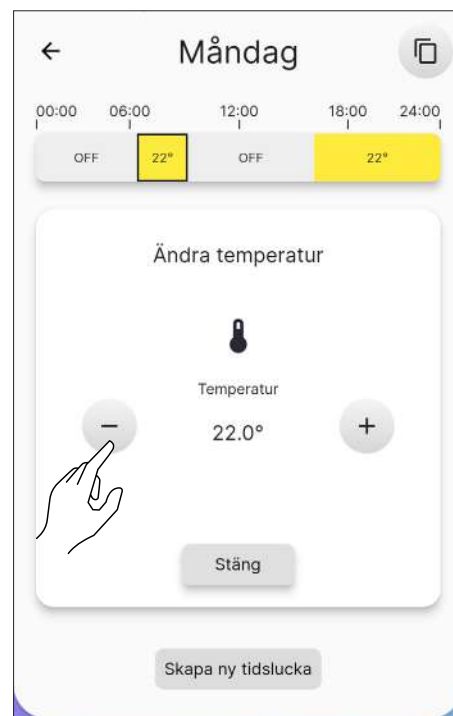 Måndag
00:00 06:00 12:00 18:00 24:00
OFF 22° OFF 22°
Ändra temperatur
Temperatur
− 22.0° +
Stäng
Skapa ny tidslucka